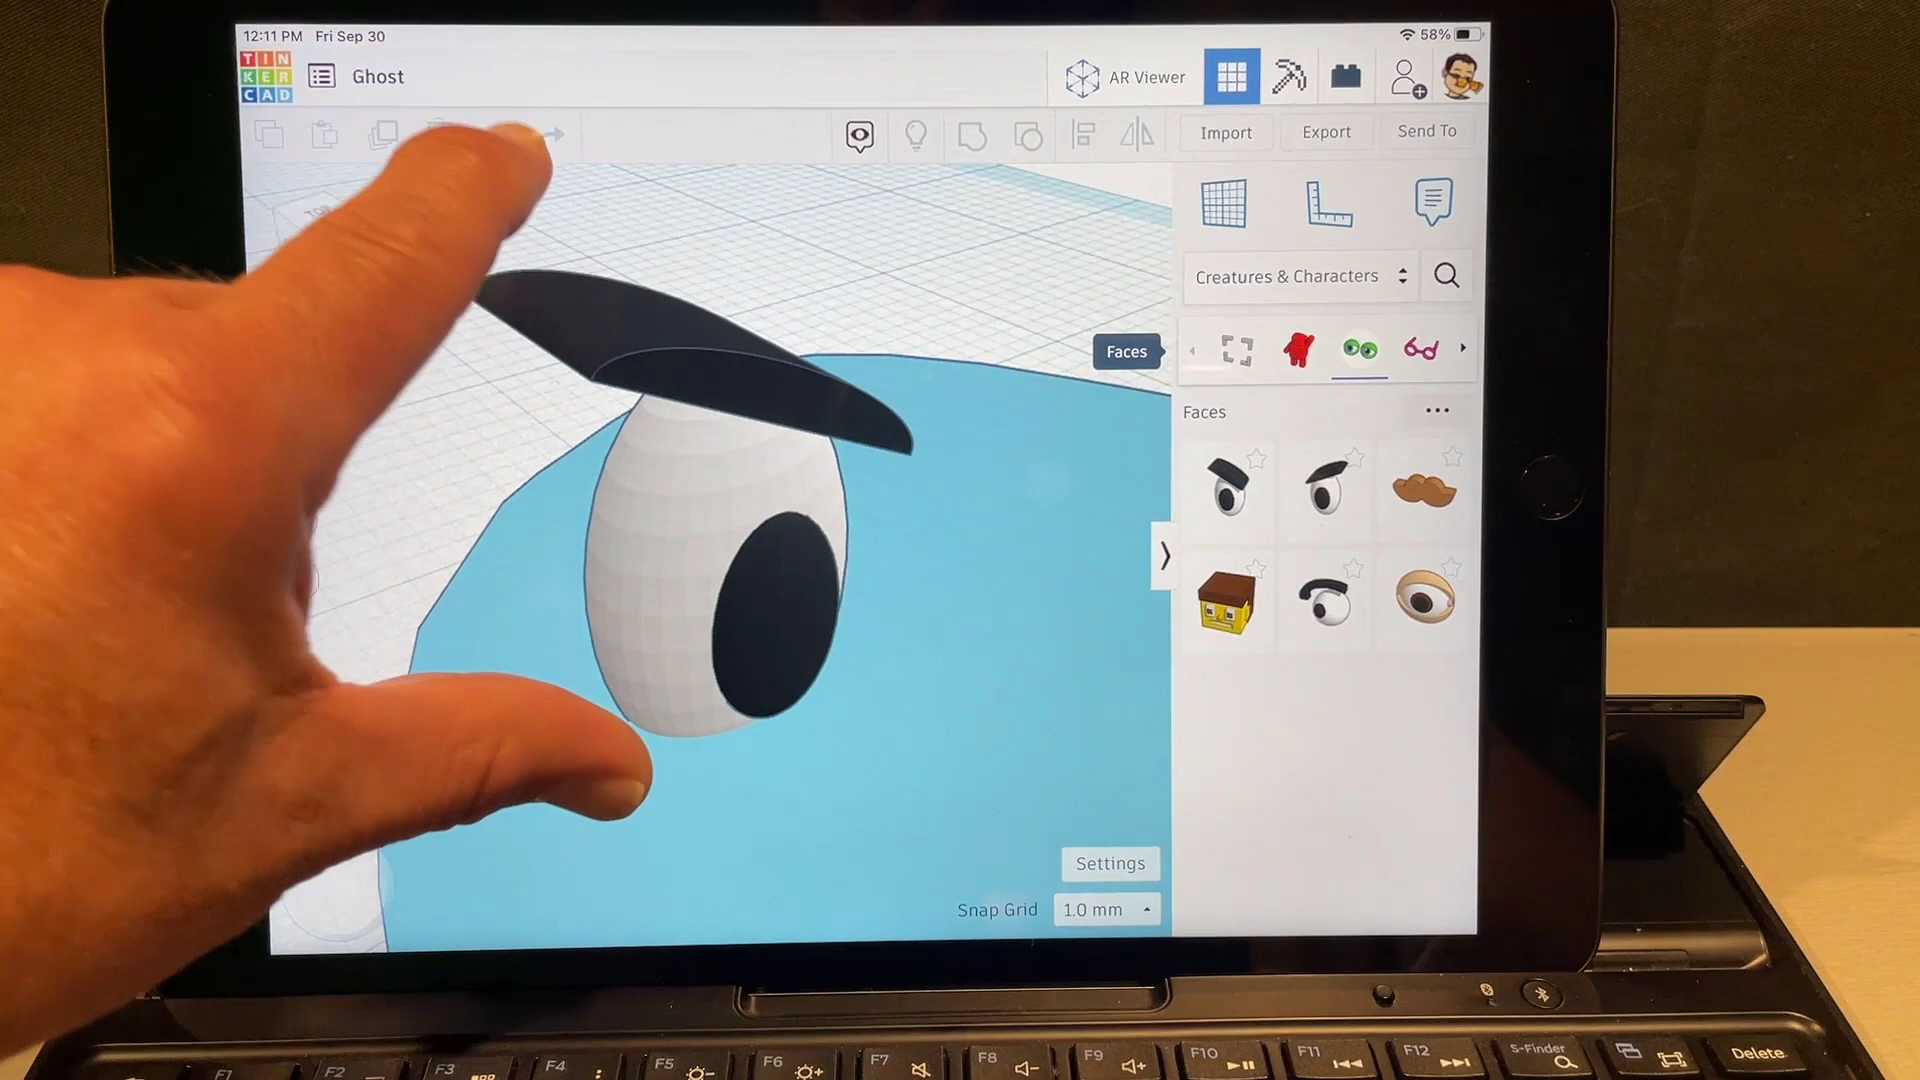 12:11 PM Fri Sep 30
58%
TIN
KER
CAD
Ghost
AR Viewer
Import
Export
Send To
TOP
Creatures & Characters
Faces
Faces
Settings
Snap Grid
1.0 mm
F1
F2
F3
F4
F5
F6
F7
F8
F9
F10
F11
F12
S-Finder
Delete